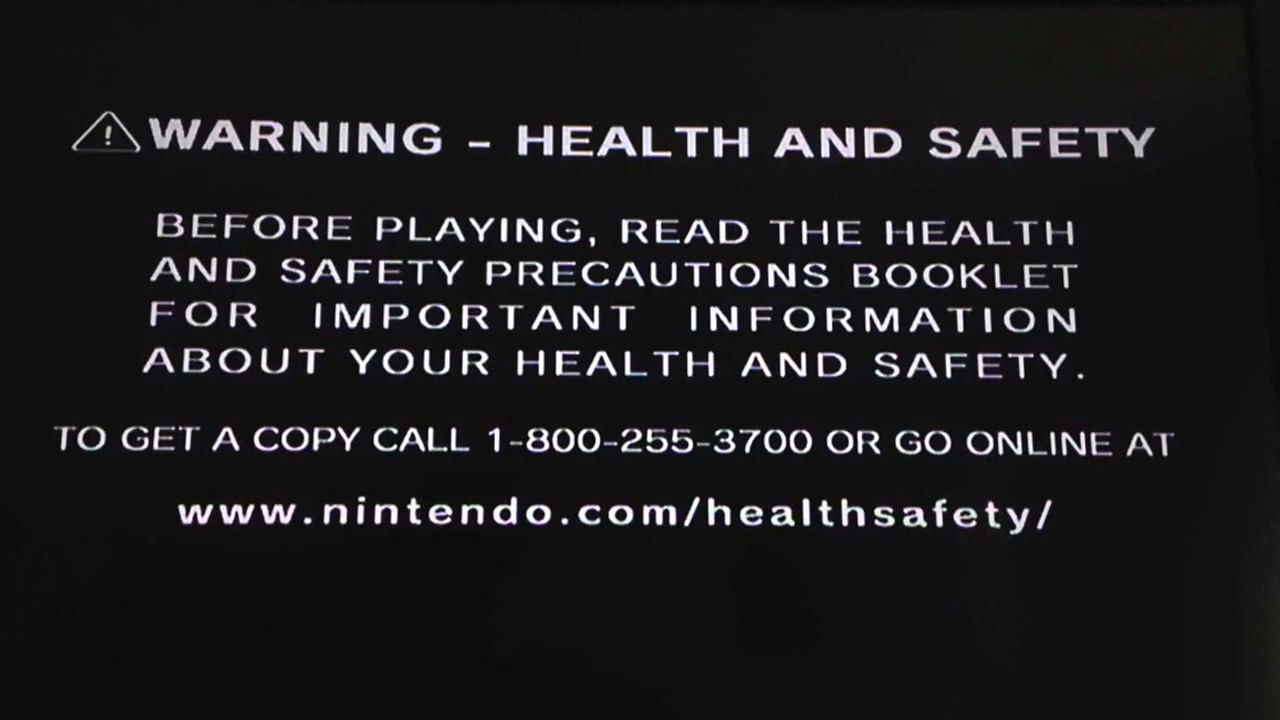 WARNING - HEALTH AND SAFETY
BEFORE PLAYING, READ THE HEALTH
AND SAFETY PRECAUTIONS BOOKLET
FOR IMPORTANT INFORMATION
ABOUT YOUR HEALTH AND SAFETY.
TO GET A COPY CALL 1-800-255-3700 OR GO ONLINE AT
www.nintendo.com/healthsafety/